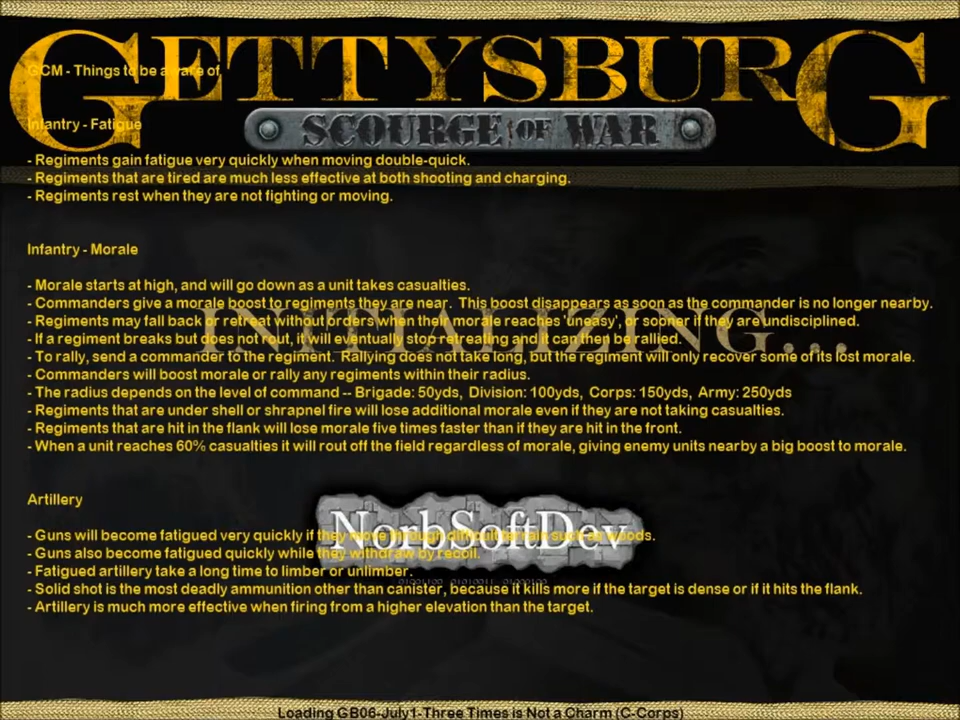 GETTYSBURG
GCM - Things to be aware of
SCOURGE OF WAR
Infantry - Fatigue
- Regiments gain fatigue very quickly when moving double-quick.
- Regiments that are tired are much less effective at both shooting and charging.
- Regiments rest when they are not fighting or moving.
Infantry - Morale
- Morale starts at high, and will go down as a unit takes casualties.
- Commanders give a morale boost to regiments they are near.  This boost disappears as soon as the commander is no longer nearby.
- Regiments may fall back or retreat without orders when their morale reaches 'uneasy', or sooner if they are undisciplined.
INITIALIZING...
- If a regiment breaks but does not rout, it will eventually stop retreating and it can then be rallied.
- To rally, send a commander to the regiment.  Rallying does not take long, but the regiment will only recover some of its lost morale.
- Commanders will boost morale or rally any regiments within their radius.
- The radius depends on the level of command -- Brigade: 50yds,  Division: 100yds,  Corps: 150yds,  Army: 250yds
- Regiments that are under shell or shrapnel fire will lose additional morale even if they are not taking casualties.
- Regiments that are hit in the flank will lose morale five times faster than if they are hit in the front.
- When a unit reaches 60% casualties it will rout off the field regardless of morale, giving enemy units nearby a big boost to morale.
Artillery
NorbSoftDev
- Guns will become fatigued very quickly if they move through difficult terrain such as woods.
- Guns also become fatigued quickly while they withdraw by recoil.
- Fatigued artillery take a long time to limber or unlimber.
- Solid shot is the most deadly ammunition other than canister, because it kills more if the target is dense or if it hits the flank.
- Artillery is much more effective when firing from a higher elevation than the target.
Loading GB06-July1-Three Times is Not a Charm (C-Corps)